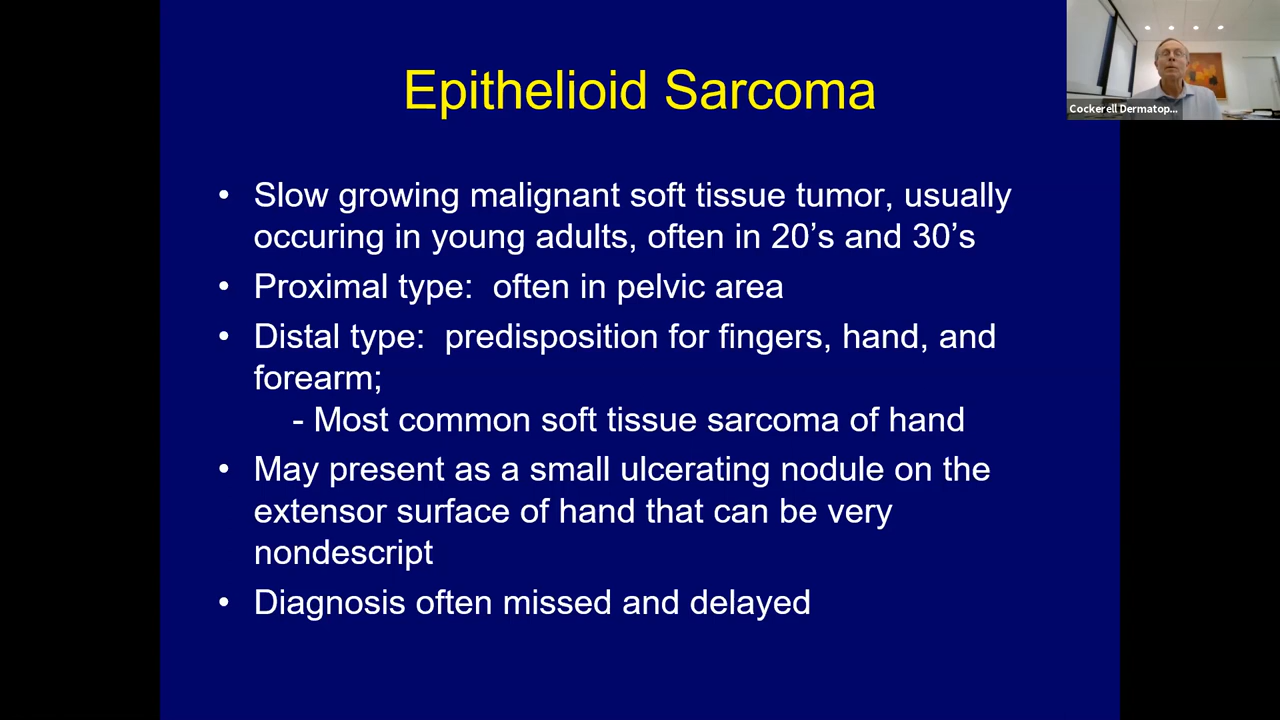 Epithelioid Sarcoma
Cockerell Dermatop...
• Slow growing malignant soft tissue tumor, usually
occuring in young adults, often in 20’s and 30’s
• Proximal type:  often in pelvic area
• Distal type:  predisposition for fingers, hand, and
forearm;
- Most common soft tissue sarcoma of hand
• May present as a small ulcerating nodule on the
extensor surface of hand that can be very
nondescript
• Diagnosis often missed and delayed